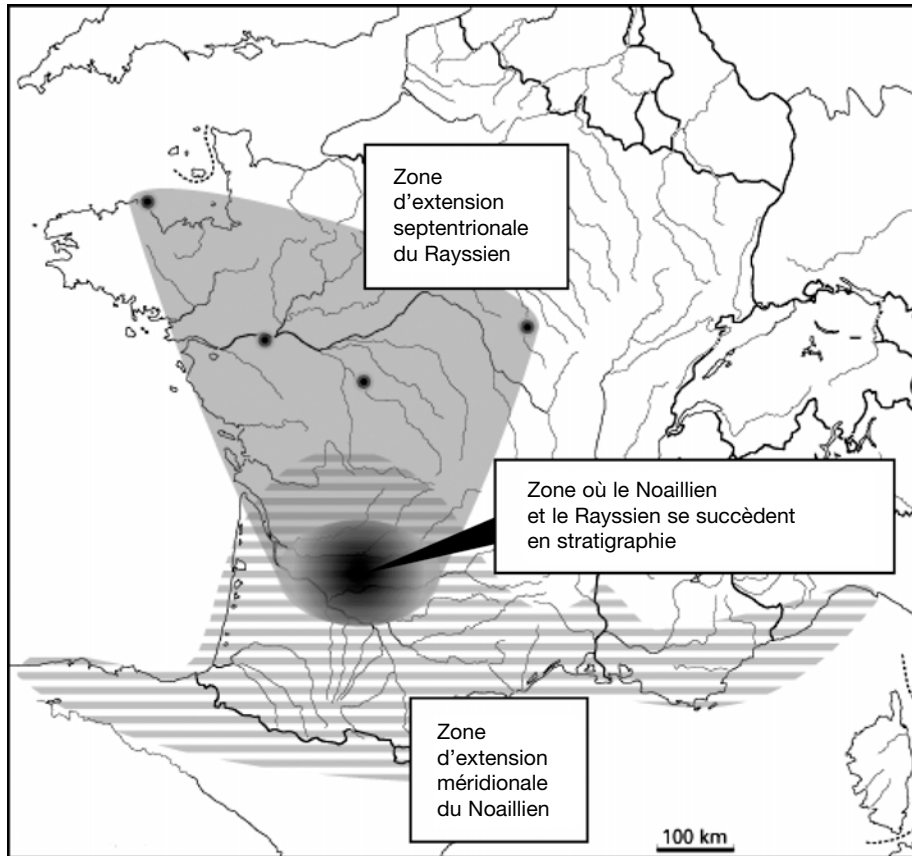 Zone
d'extension
septentrionale
du Rayssien
Zone où le Noaillien
et le Rayssien se succèdent
en stratigraphie
Zone
d'extension
méridionale
du Noaillien
100 km